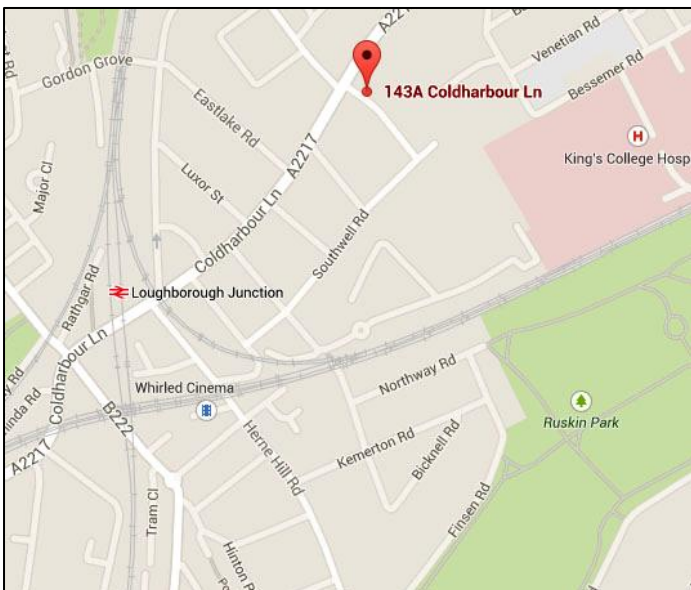 A221
Venetian Rd
Gordon Grove
Bessemer Rd
143A Coldharbour Ln
Eastlake Rd
A2217
H
King's College Hosp
Major Cl
Luxor St
Coldharbour Ln
Southwell Rd
Rathgar Rd
Loughborough Junction
Coldharbour Ln
Northway Rd
Whirled Cinema
B222
Ruskin Park
A2217
Herne Hill Rd
Kemerton Rd
Bicknell Rd
Finsen Rd
Tram Cl
Hinton R